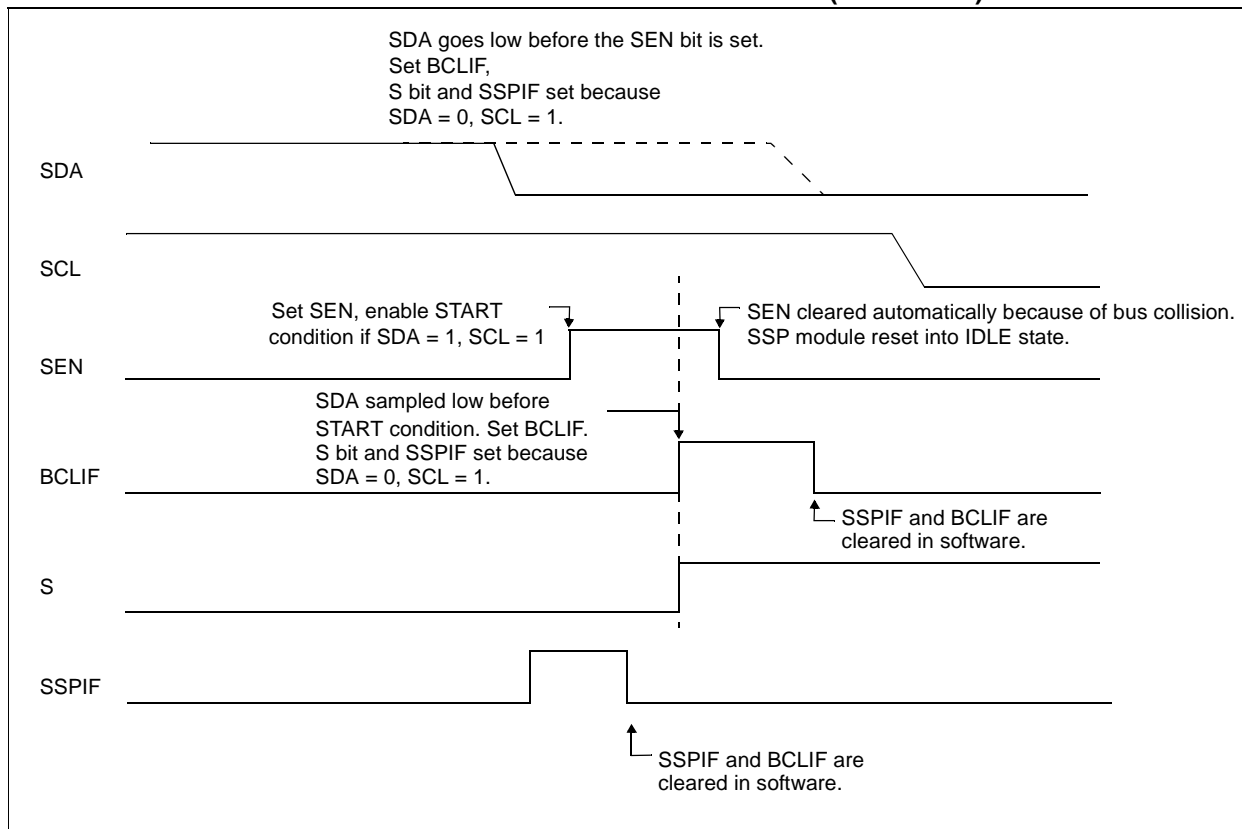 SDA goes low before the SEN bit is set.
Set BCLIF,
S bit and SSPIF set because
SDA = 0, SCL = 1.
SDA
SCL
Set SEN, enable START
condition if SDA = 1, SCL = 1
SEN cleared automatically because of bus collision.
SSP module reset into IDLE state.
SEN
SDA sampled low before
START condition. Set BCLIF.
S bit and SSPIF set because
SDA = 0, SCL = 1.
BCLIF
SSPIF and BCLIF are
cleared in software.
S
SSPIF
SSPIF and BCLIF are
cleared in software.